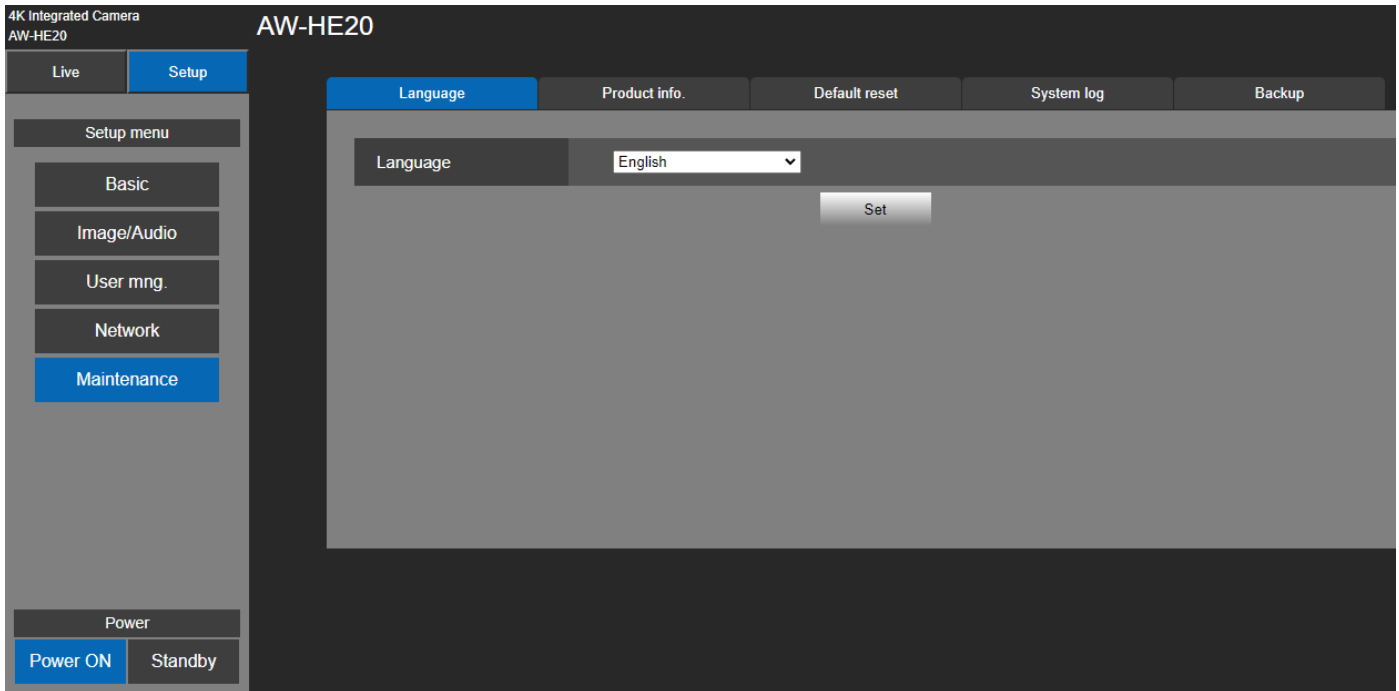 4K Integrated Camera
AW-HE20
AW-HE20
Live
Setup
Setup menu
Basic
Image/Audio
User mng.
Network
Maintenance
Power
Power ON
Standby
Language
Product info.
Default reset
System log
Backup
Language
English
Set